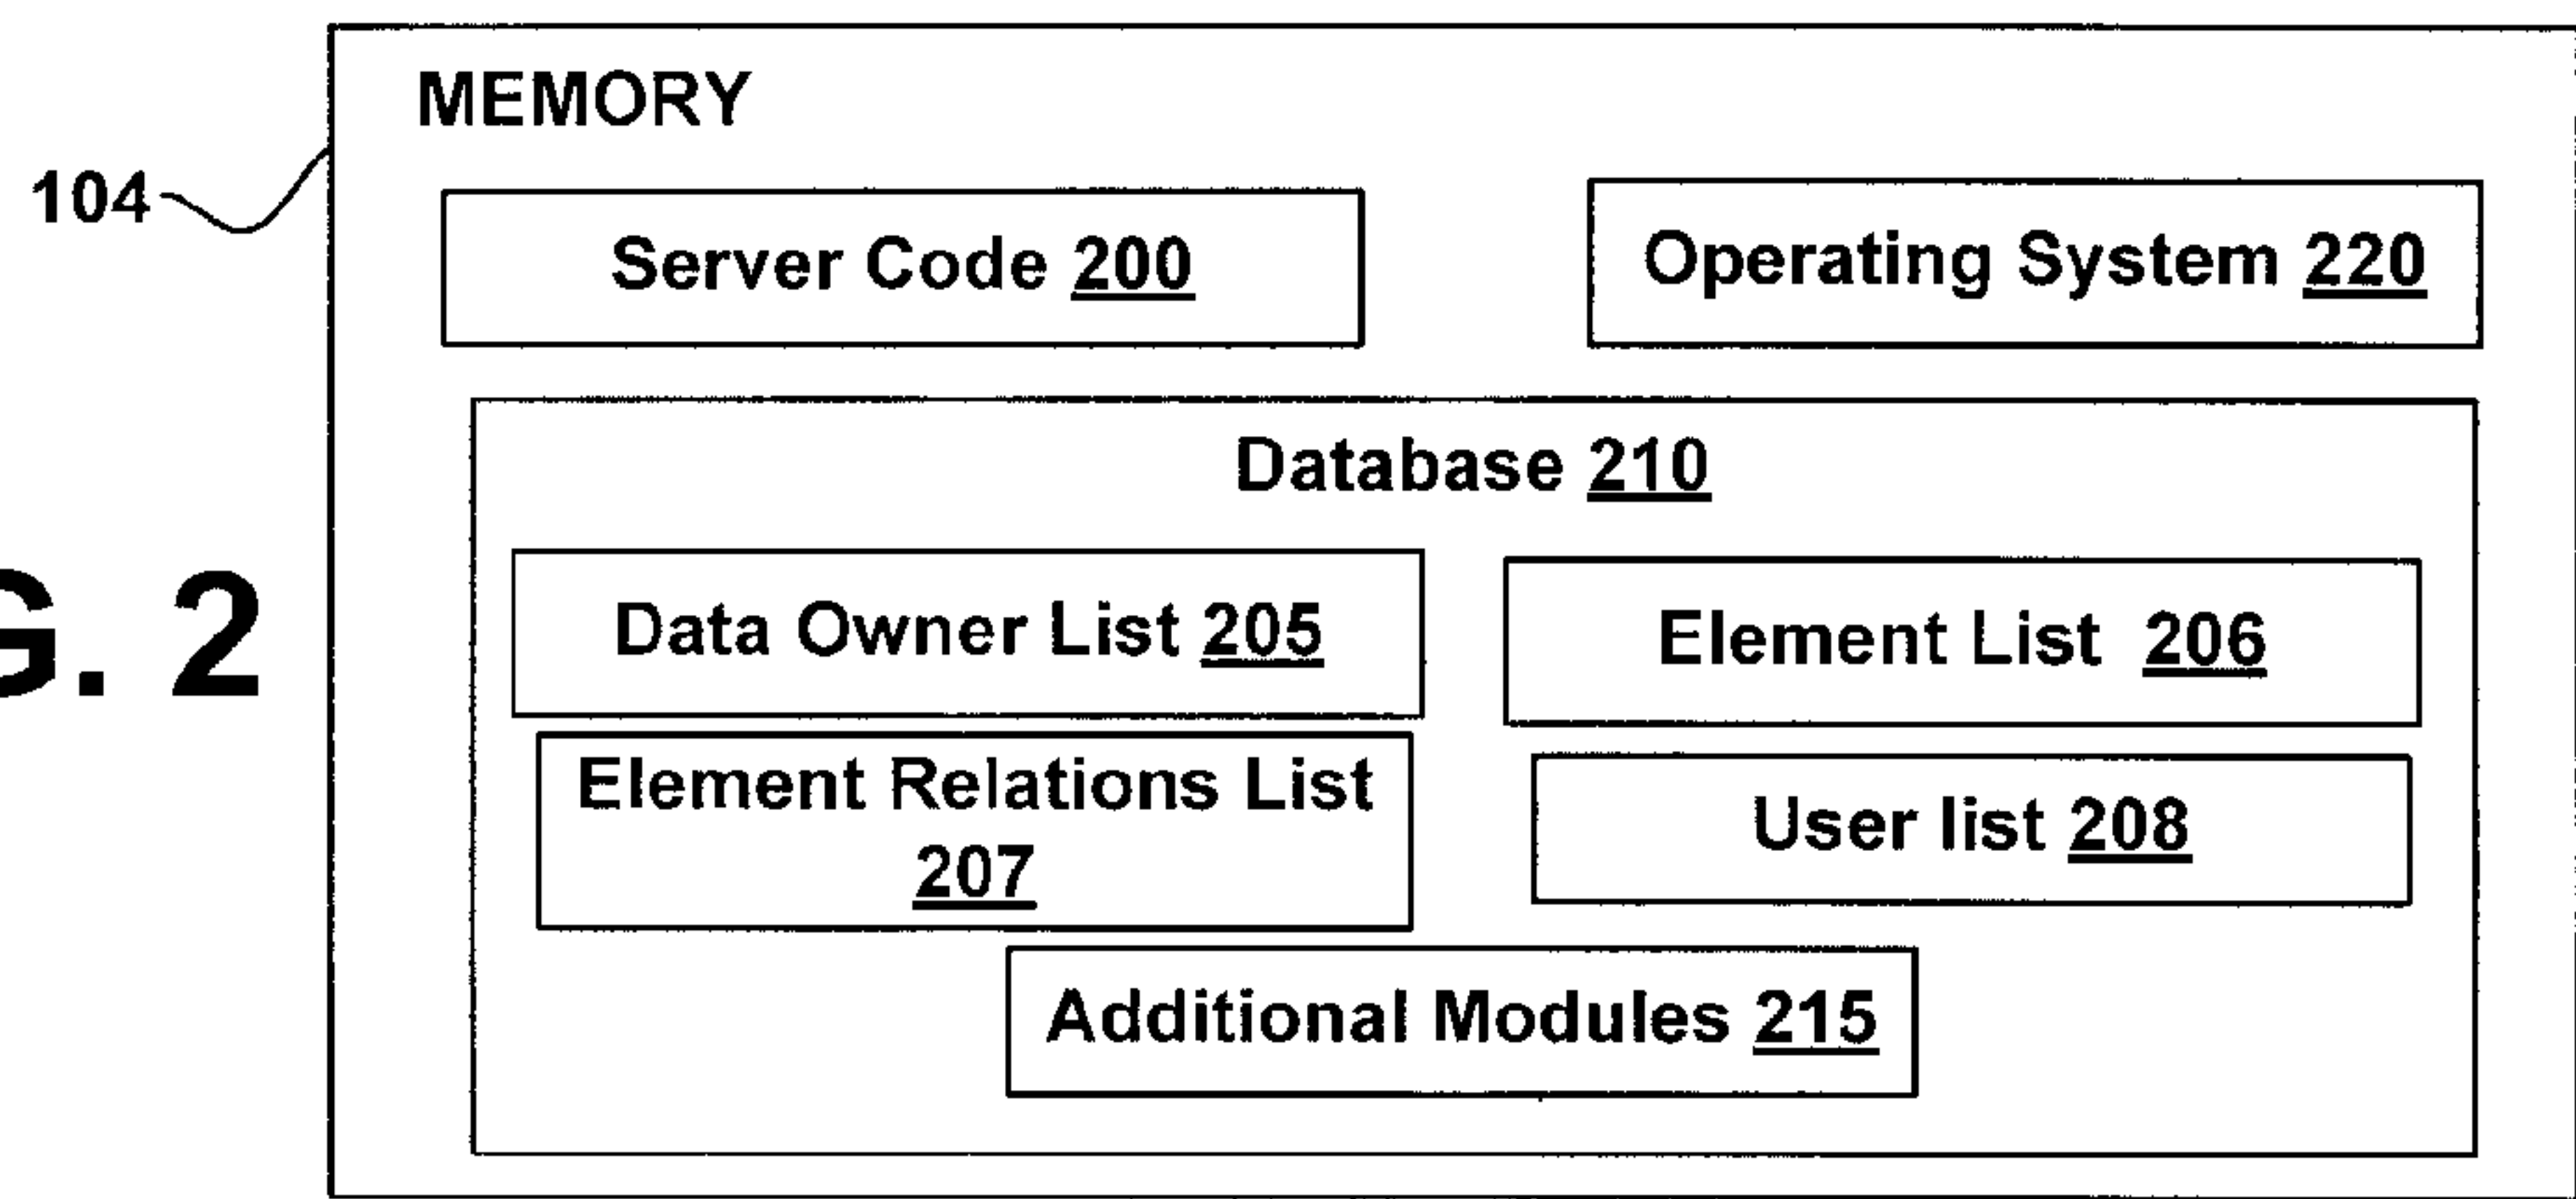 MEMORY
104
Server Code 200
Operating System 220
Database 210
G. 2
Data Owner List 205
Element List 206
Element Relations List
207
User list 208
Additional Modules 215